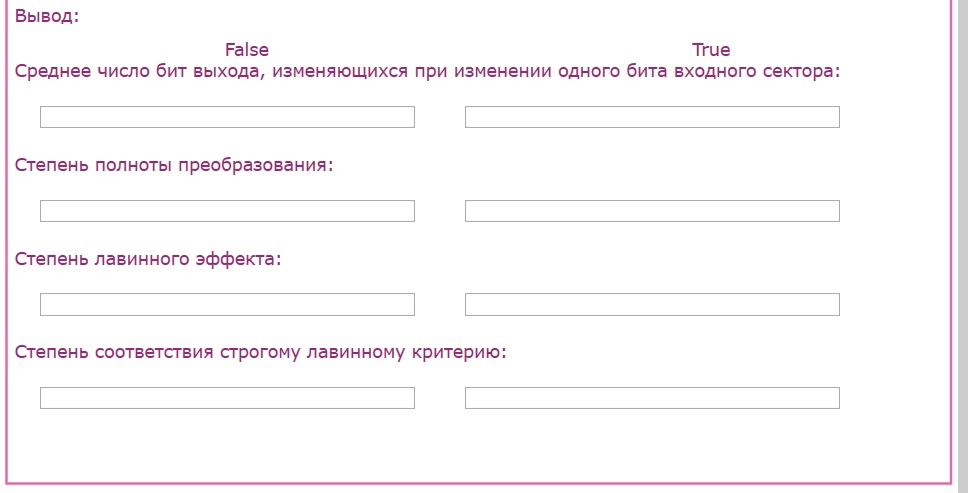 Вывод:
False True
Среднее число бит выхода, изменяющихся при изменении одного бита входного сектора:
Степень полноты преобразования:
Степень лавинного эффекта:
Степень соответствия строгому лавинному критерию: